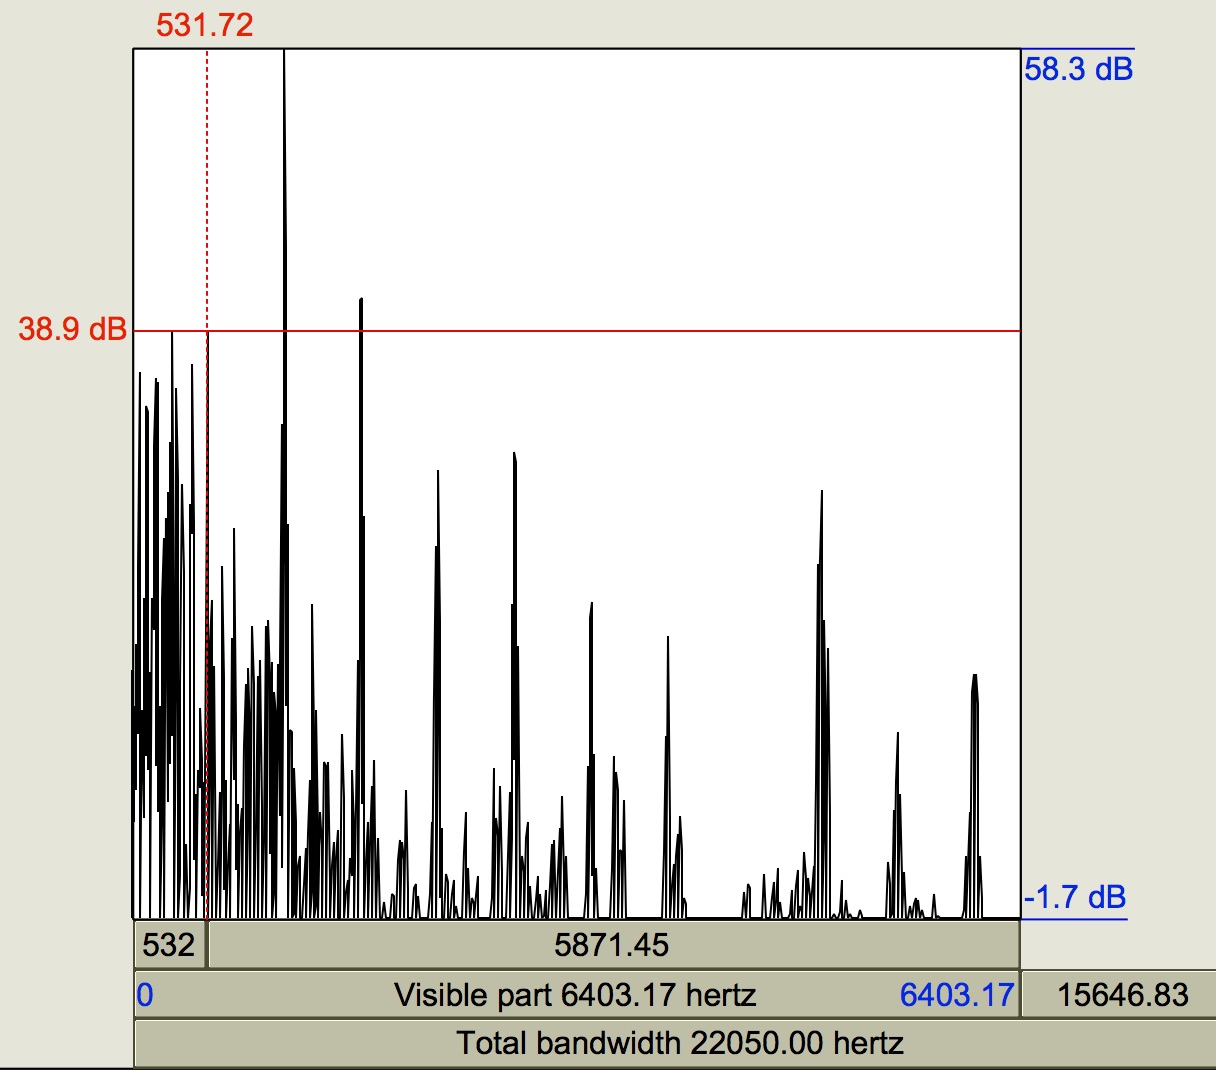 531.72
58.3 dB
38.9 dB
-1.7 dB
532 5871.45
0 Visible part 6403.17 hertz 6403.17 15646.83
Total bandwidth 22050.00 hertz